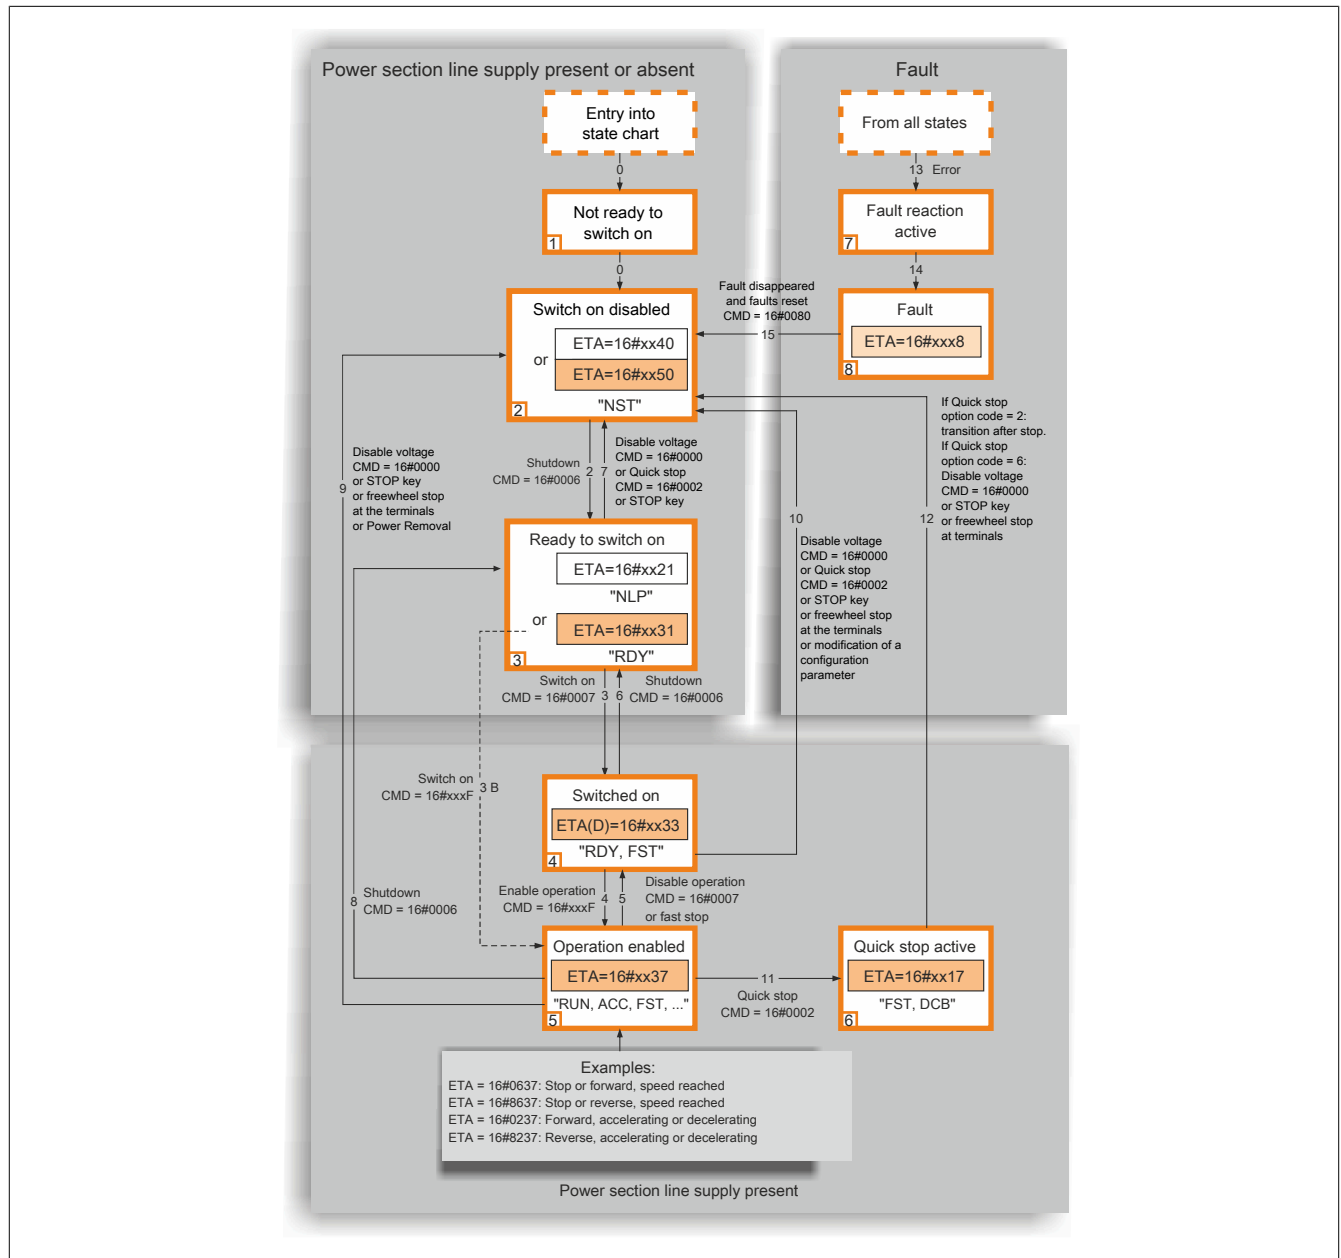 Power section line supply present or absent
Entry into
state chart
0
Not ready to
switch on
1
0
Switch on disabled
ETA=16#xx40
or
ETA=16#xx50
"NST"
2
Fault
From all states
13 Error
Fault reaction
active
7
14
Fault
ETA=16#xxx8
8
Fault disappeared
and faults reset
CMD = 16#0080
15
Disable voltage
CMD = 16#0000
or STOP key
or freewheel stop
at the terminals
or Power Removal
9
Shutdown
CMD = 16#0006
2
7
Disable voltage
CMD = 16#0000
or Quick stop
CMD = 16#0002
or STOP key
If Quick stop
option code = 2:
transition after stop.
If Quick stop
option code = 6:
Disable voltage
CMD = 16#0000
or STOP key
or freewheel stop
at terminals
12
10
Disable voltage
CMD = 16#0000
or Quick stop
CMD = 16#0002
or STOP key
or freewheel stop
at the terminals
or modification of a
configuration
parameter
Ready to switch on
ETA=16#xx21
"NLP"
or
ETA=16#xx31
"RDY"
3
Switch on
CMD = 16#0007
3
6
Shutdown
CMD = 16#0006
Switch on
CMD = 16#xxxF
3 B
Switched on
ETA(D)=16#xx33
"RDY, FST"
4
8
Shutdown
CMD = 16#0006
Enable operation
CMD = 16#xxxF
4
5
Disable operation
CMD = 16#0007
or fast stop
Operation enabled
ETA=16#xx37
"RUN, ACC, FST, ..."
5
11
Quick stop
CMD = 16#0002
Quick stop active
ETA=16#xx17
"FST, DCB"
6
Examples:
ETA = 16#0637: Stop or forward, speed reached
ETA = 16#8637: Stop or reverse, speed reached
ETA = 16#0237: Forward, accelerating or decelerating
ETA = 16#8237: Reverse, accelerating or decelerating
Power section line supply present